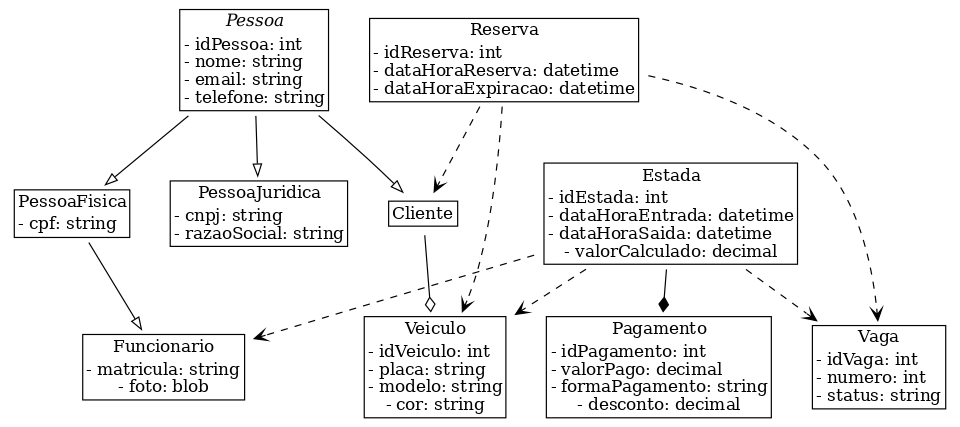 Pessoa
- idPessoa: int
- nome: string
- email: string
- telefone: string
Reserva
- idReserva: int
- dataHoraReserva: datetime
- dataHoraExpiracao: datetime
PessoaFisica
- cpf: string
PessoaJuridica
- cnpj: string
- razaoSocial: string
Cliente
Estada
- idEstada: int
- dataHoraEntrada: datetime
- dataHoraSaida: datetime
- valorCalculado: decimal
Funcionario
- matricula: string
- foto: blob
Veiculo
- idVeiculo: int
- placa: string
- modelo: string
- cor: string
Pagamento
- idPagamento: int
- valorPago: decimal
- formaPagamento: string
- desconto: decimal
Vaga
- idVaga: int
- numero: int
- status: string